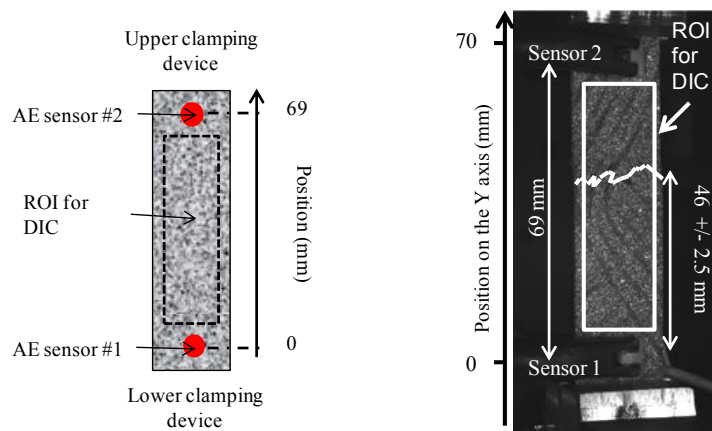 Upper clamping
device
AE sensor #2
69
ROI for
DIC
Position (mm)
AE sensor #1
0
Lower clamping
device
70
Sensor 2
ROI
for
DIC
Position on the Y axis (mm)
69 mm
46 +/- 2.5 mm
0
Sensor 1